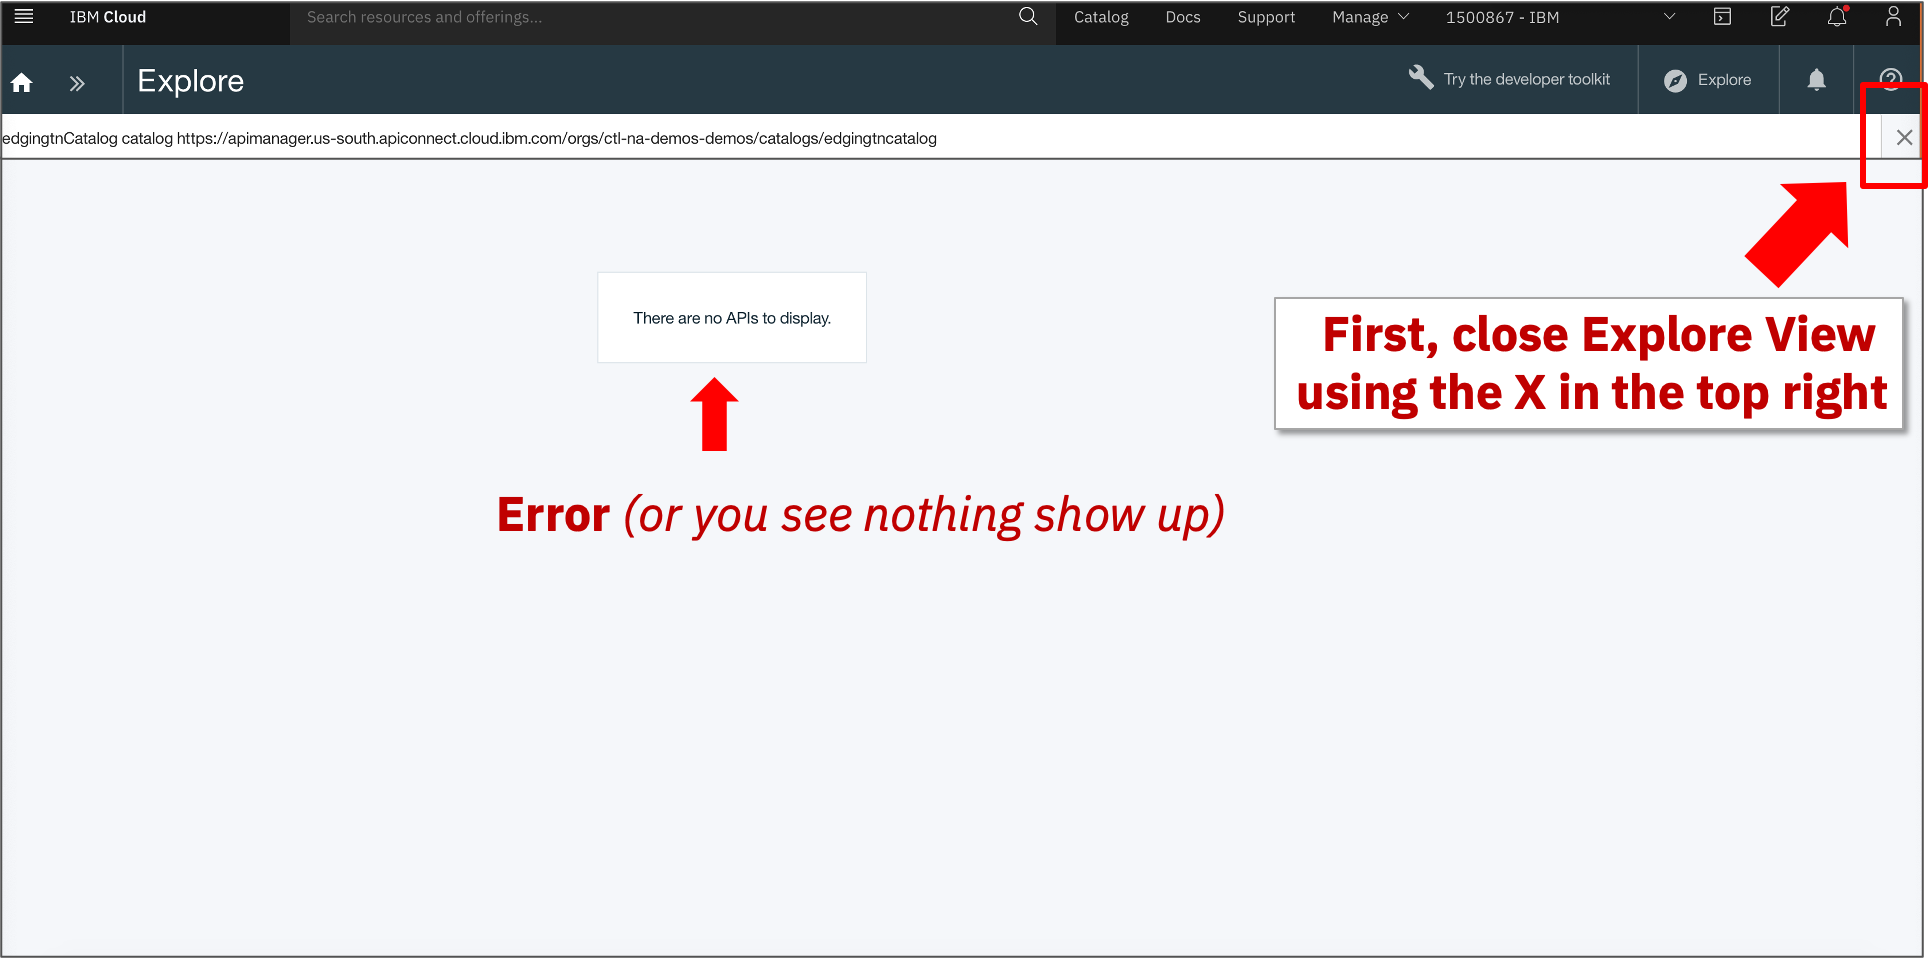 IBM Cloud
Search resources and offerings...
Catalog
Docs
Support
Manage
1500867 - IBM
Explore
Try the developer toolkit
Explore
edgingtnCatalog catalog https://apimanager.us-south.apiconnect.cloud.ibm.com/orgs/ctl-na-demos-demos/catalogs/edgingtncatalog
There are no APIs to display.
First, close Explore View
using the X in the top right
Error (or you see nothing show up)